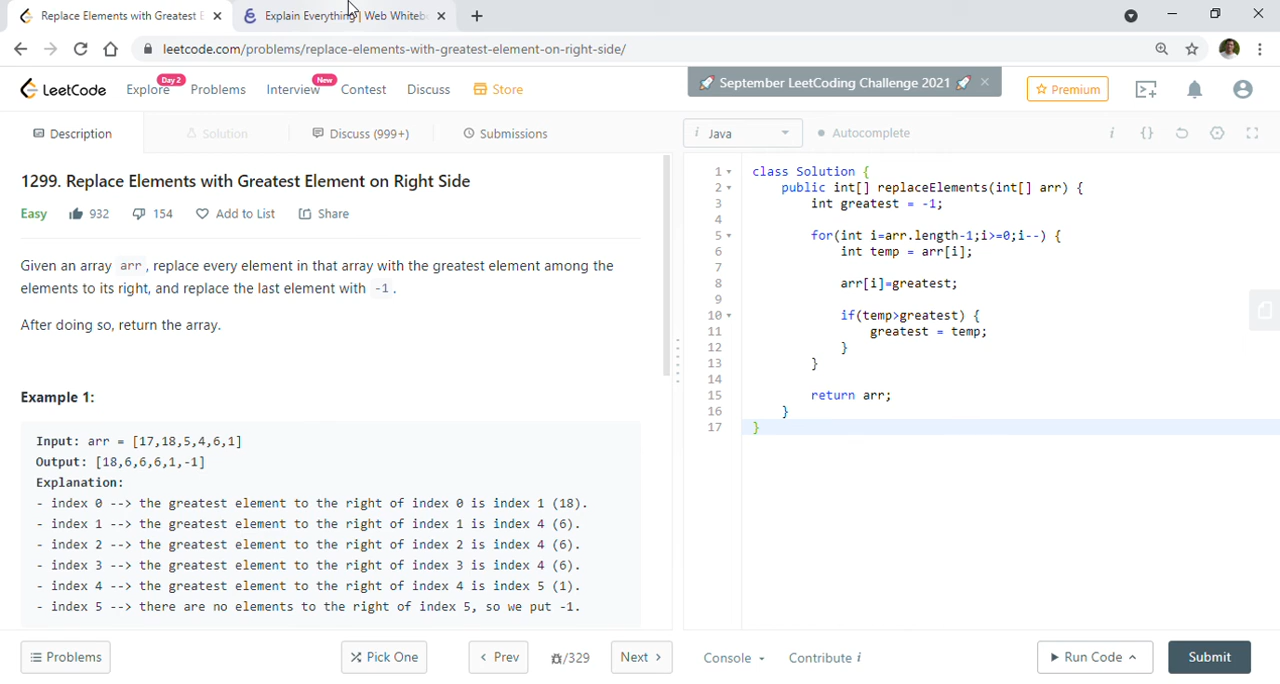 Replace Elements with Greatest E
Explain Everything | Web Whitebo
leetcode.com/problems/replace-elements-with-greatest-element-on-right-side/
LeetCode
Explore
Day 2
Problems
Interview
New
Contest
Discuss
Store
🚀 September LeetCoding Challenge 2021 🚀
Premium
Description
Solution
Discuss (999+)
Submissions
i Java
Autocomplete
i
{}
1299. Replace Elements with Greatest Element on Right Side
Easy
932
154
Add to List
Share
Given an array arr, replace every element in that array with the greatest element among the
elements to its right, and replace the last element with -1.
After doing so, return the array.
Example 1:
Input: arr = [17,18,5,4,6,1]
Output: [18,6,6,6,1,-1]
Explanation:
- index 0 --> the greatest element to the right of index 0 is index 1 (18).
- index 1 --> the greatest element to the right of index 1 is index 4 (6).
- index 2 --> the greatest element to the right of index 2 is index 4 (6).
- index 3 --> the greatest element to the right of index 3 is index 4 (6).
- index 4 --> the greatest element to the right of index 4 is index 5 (1).
- index 5 --> there are no elements to the right of index 5, so we put -1.
1 class Solution {
2 public int[] replaceElements(int[] arr) {
3 int greatest = -1;
4
5 for(int i=arr.length-1;i>=0;i--) {
6 int temp = arr[i];
7
8 arr[i]=greatest;
9
10 if(temp>greatest) {
11 greatest = temp;
12 }
13 }
14
15 return arr;
16 }
17 }
Problems
Pick One
Prev
/329
Next
Console
Contribute i
Run Code
Submit